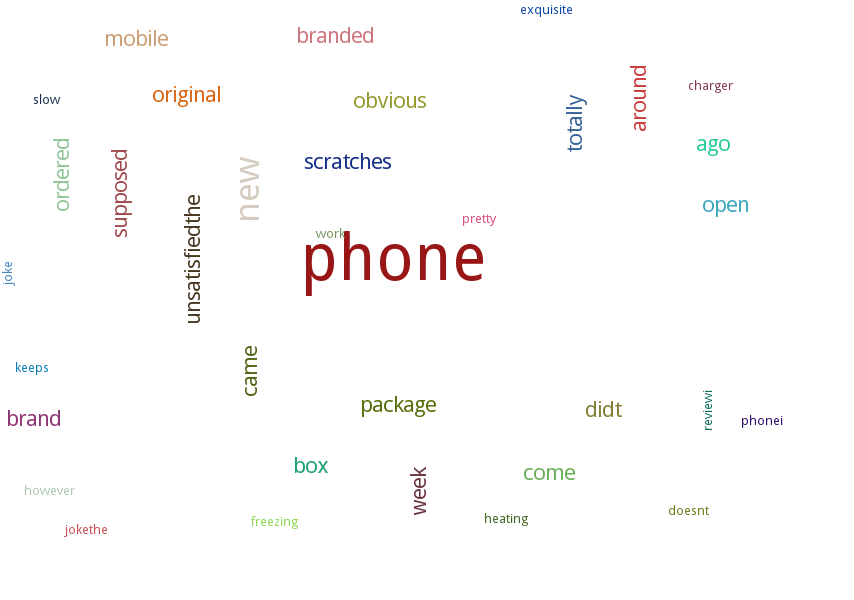 exquisite
mobile
branded
slow
original
obvious
totally
around
charger
ordered
supposed
new
scratches
ago
unsatisfiedthe
pretty
open
work
phone
joke
keeps
came
brand
package
didt
reviewi
phonei
box
week
come
however
freezing
heating
doesnt
jokethe